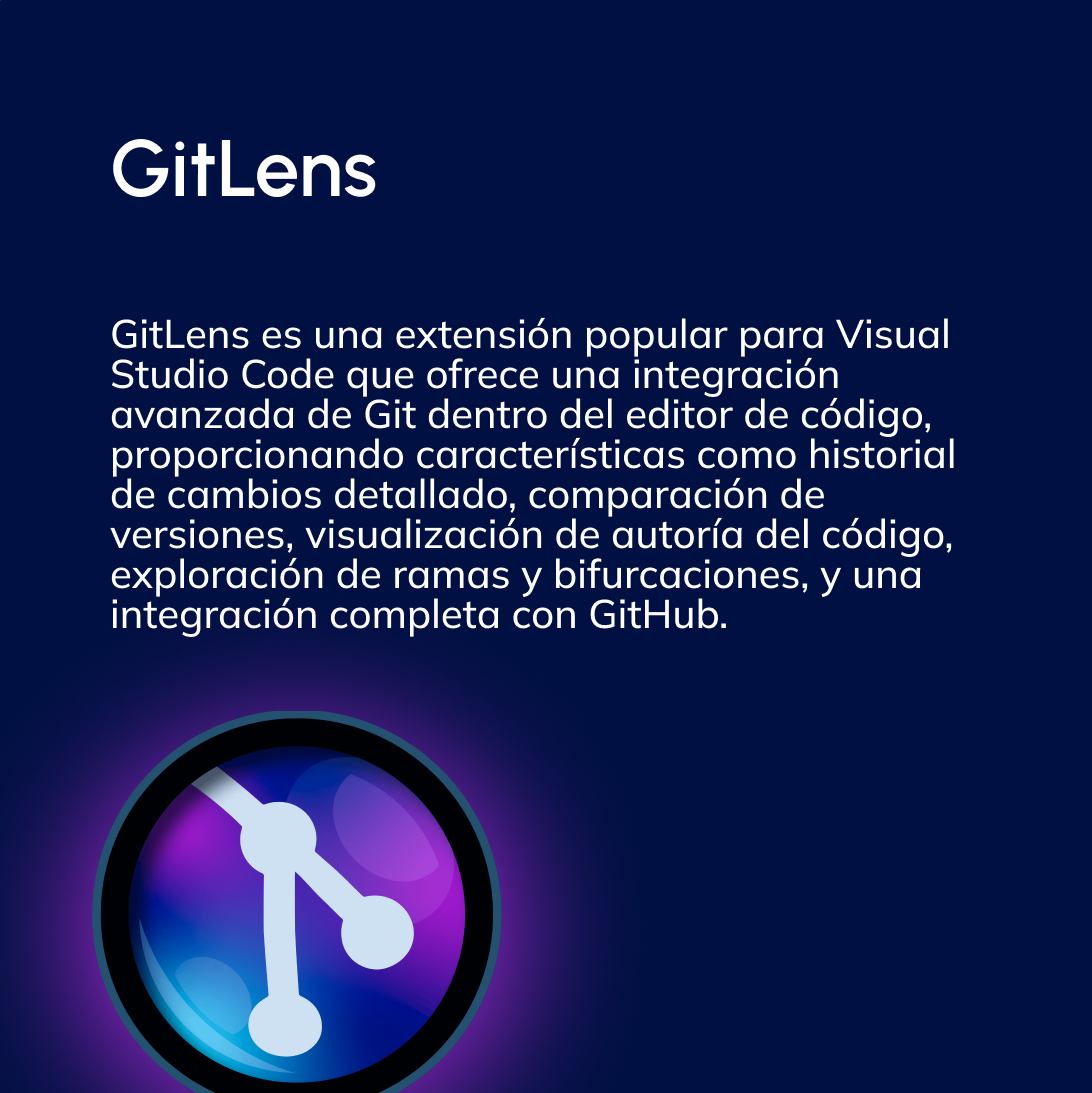 GitLens
GitLens es una extensión popular para Visual
Studio Code que ofrece una integración
avanzada de Git dentro del editor de código,
proporcionando características como historial
de cambios detallado, comparación de
versiones, visualización de autoría del código,
exploración de ramas y bifurcaciones, y una
integración completa con GitHub.